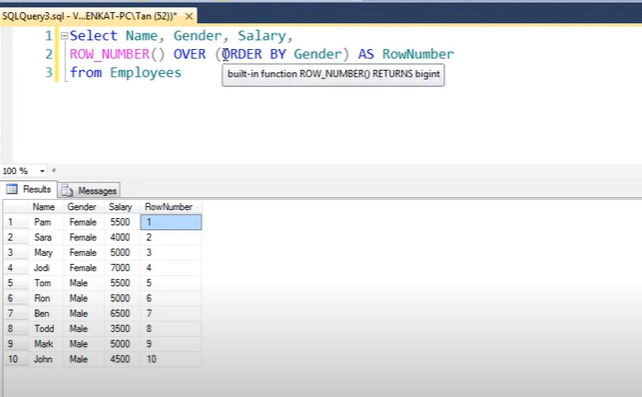 SQLQuery3.sql - V...ENKAT-PC\Tan (52))* ×
1 Select Name, Gender, Salary,
2 ROW_NUMBER() OVER (ORDER BY Gender) AS RowNumber
3 from Employees
built-in function ROW_NUMBER() RETURNS bigint
100 %
Results Messages
Name Gender Salary RowNumber
1 Pam Female 5500 1
2 Sara Female 4000 2
3 Mary Female 5000 3
4 Jodi Female 7000 4
5 Tom Male 5500 5
6 Ron Male 5000 6
7 Ben Male 6500 7
8 Todd Male 3500 8
9 Mark Male 5000 9
10 John Male 4500 10